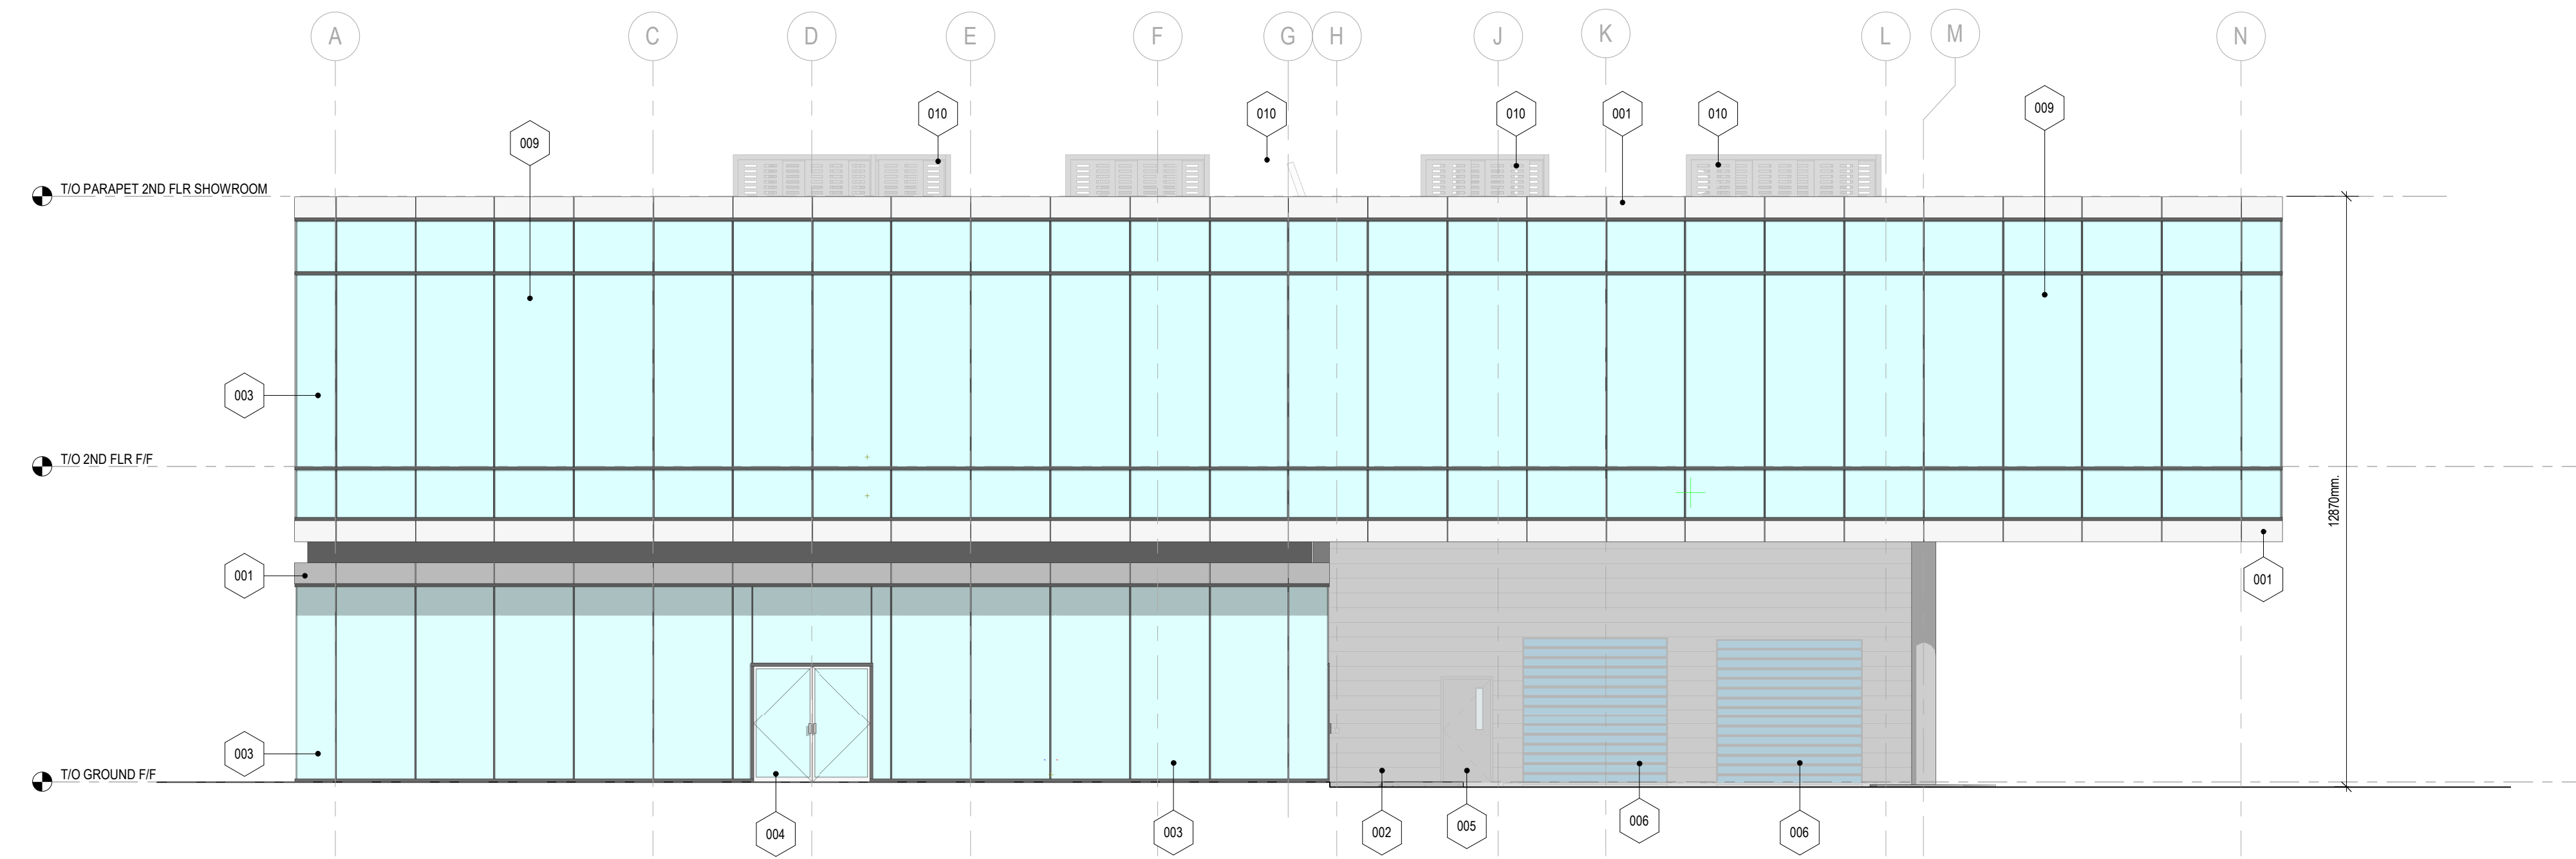 A C D E F G H J K L M N
010 010 010 001 010 009
009
T/O PARAPET 2ND FLR SHOWROOM
003
T/O 2ND FLR F/F
12870mm.
001
001
003
T/O GROUND F/F
004 003 002 005 006 006